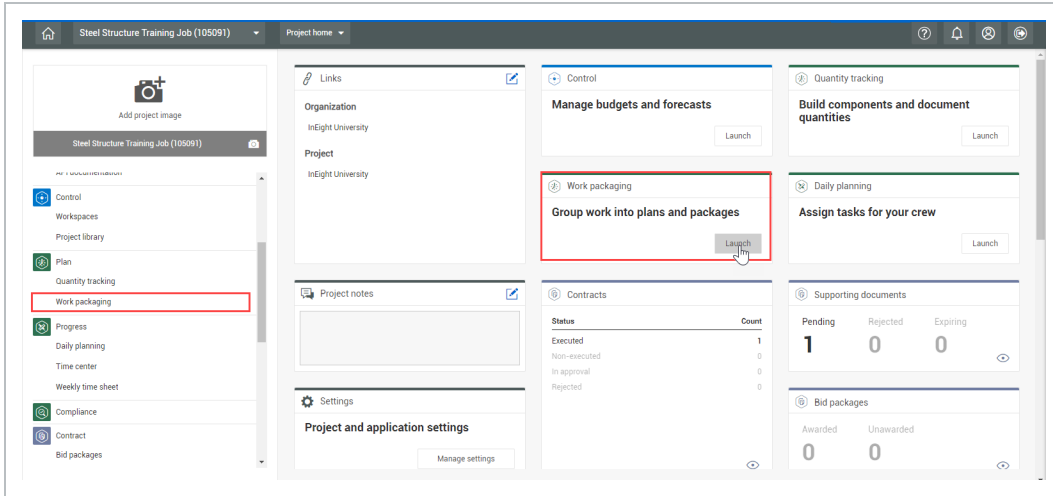 Steel Structure Training Job (105091)
Project home
Add project image
Steel Structure Training Job (105091)
API documentation
Control
Workspaces
Project library
Plan
Quantity tracking
Work packaging
Progress
Daily planning
Time center
Weekly time sheet
Compliance
Contract
Bid packages
Links
Organization
InEight University
Project
InEight University
Control
Manage budgets and forecasts
Launch
Quantity tracking
Build components and document
quantities
Launch
Work packaging
Group work into plans and packages
Launch
Daily planning
Assign tasks for your crew
Launch
Project notes
Contracts
Status Count
Executed 1
Non-executed 0
In approval 0
Rejected 0
Supporting documents
Pending Rejected Expiring
1 0 0
Settings
Project and application settings
Manage settings
Bid packages
Awarded Unawarded
0 0